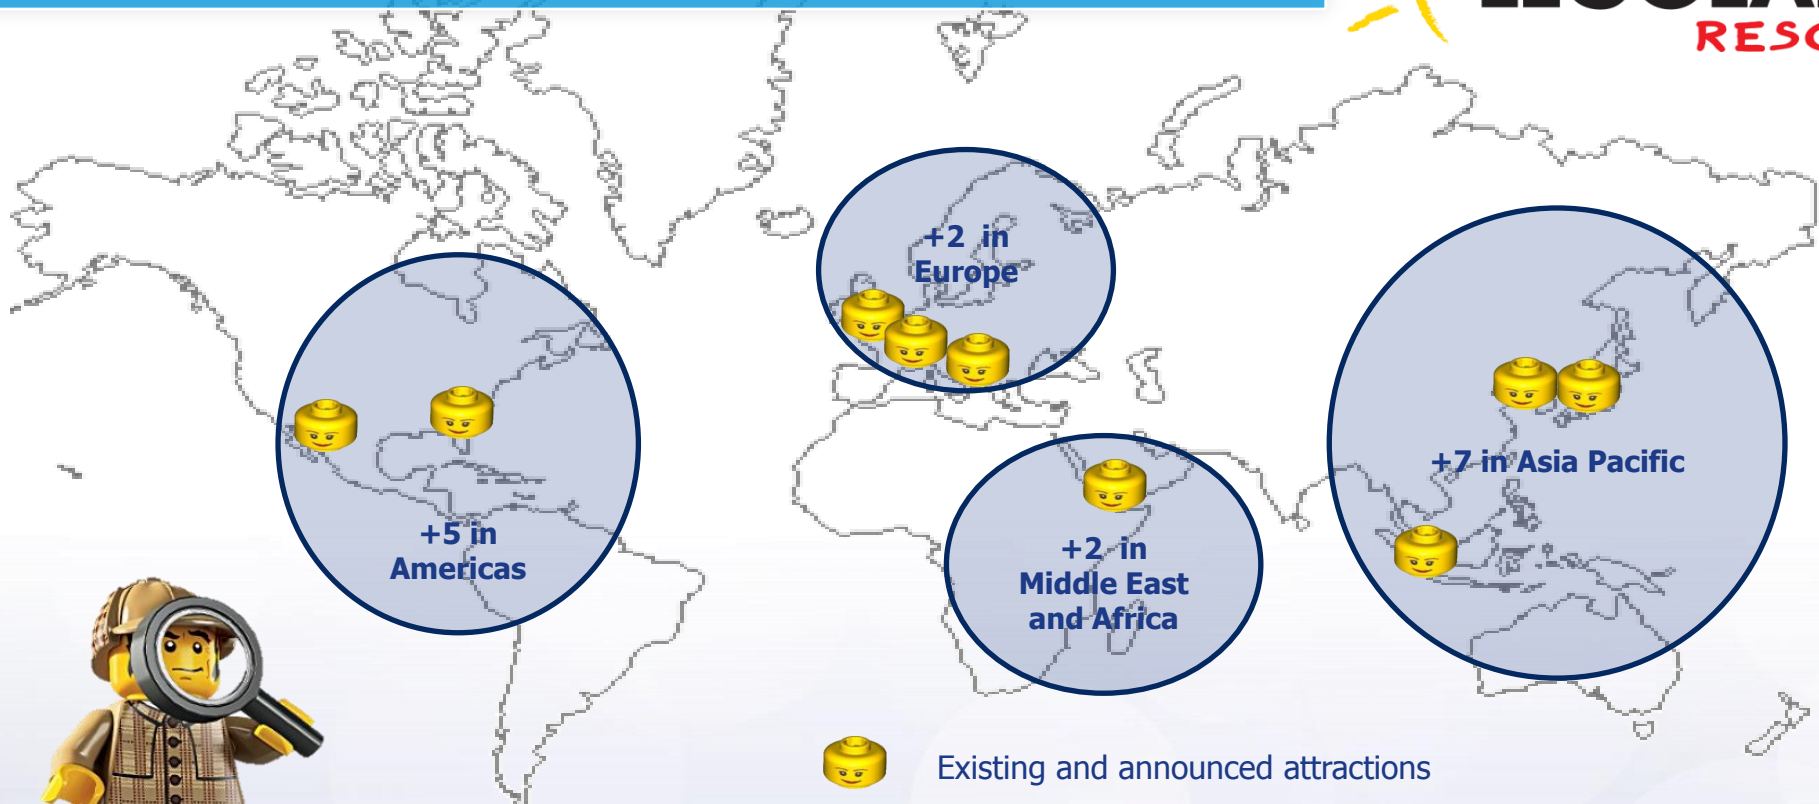 +2 in
Europe
+5 in
Americas
+2 in
Middle East
and Africa
+7 in Asia Pacific
Existing and announced attractions